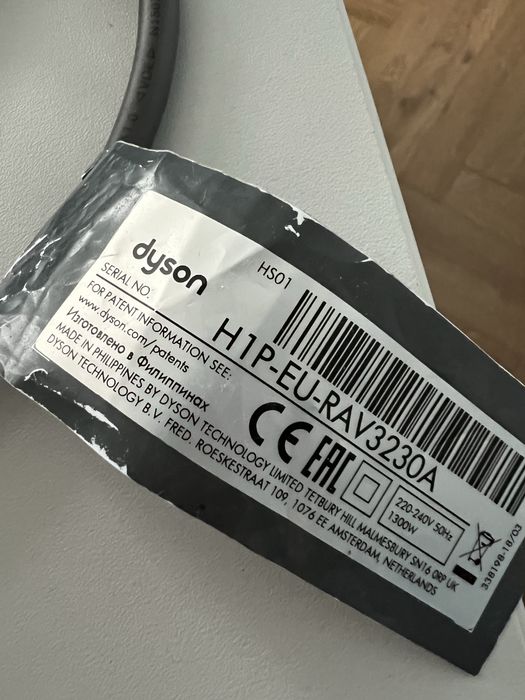 dyson
HS01
SERIAL NO:
H1P-EU-RAV3230A
FOR PATENT INFORMATION SEE:
www.dyson.com/patents
Изготовлено в Филиппинах
MADE IN PHILIPPINES BY DYSON TECHNOLOGY LIMITED TETBURY HILL MALMESBURY SN16 0RP UK
DYSON TECHNOLOGY B.V. FRED. ROESKESTRAAT 109, 1076 EE AMSTERDAM, NETHERLANDS
CE EAC
220-240V 50Hz
1300W
338198-18/03